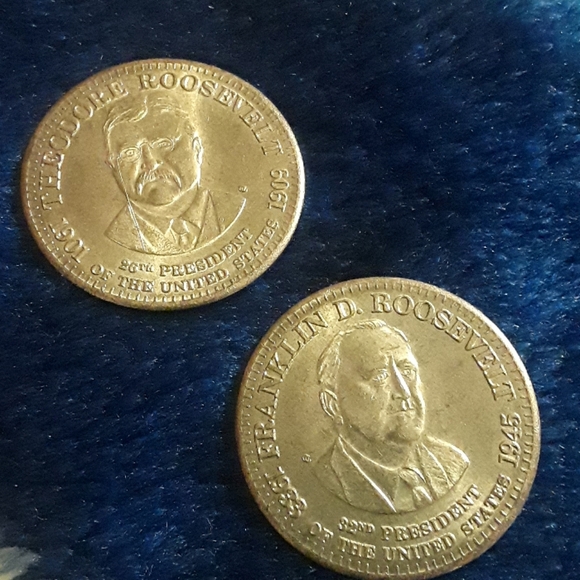 THEODORE ROOSEVELT
1901 1909
26TH PRESIDENT
OF THE UNITED STATES
FRANKLIN D. ROOSEVELT
1933 1945
32ND PRESIDENT
OF THE UNITED STATES